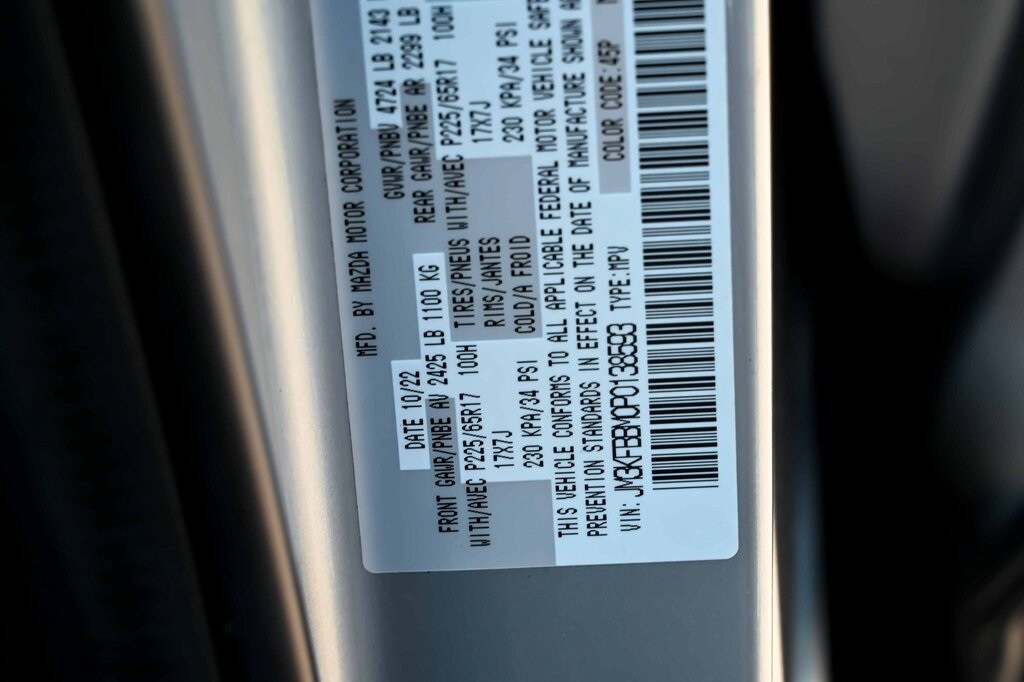 MFD. BY MAZDA MOTOR CORPORATION
DATE 10/22 GVWR/PNBV 4724 LB 2143
FRONT GAWR/PNBE AV 2425 LB 1100 KG REAR GAWR/PNBE AR 2299 LB
WITH/AVEC P225/65R17 100H TIRES/PNEUS WITH/AVEC P225/65R17 100H
17X7J RIMS/JANTES 17X7J
230 KPA/34 PSI COLD/A FROID 230 KPA/34 PSI
THIS VEHICLE CONFORMS TO ALL APPLICABLE FEDERAL MOTOR VEHICLE
PREVENTION STANDARDS IN EFFECT ON THE DATE OF MANUFACTURE SHOWN
COLOR CODE:45P
VIN: JM3KFBBM0P0138593 TYPE:MPV